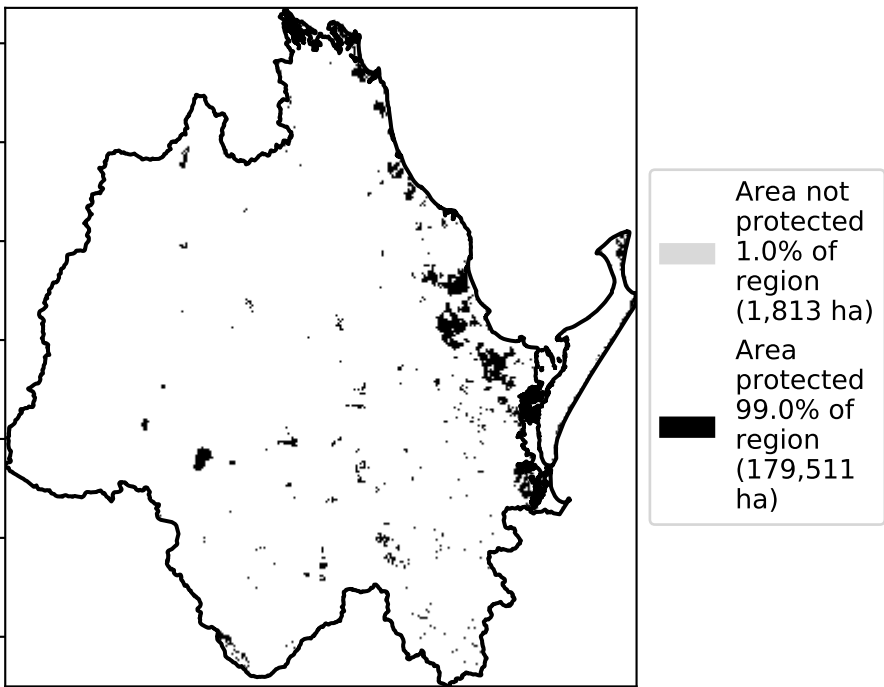 Area not
protected
1.0% of
region
(1,813 ha)
Area
protected
99.0% of
region
(179,511
ha)